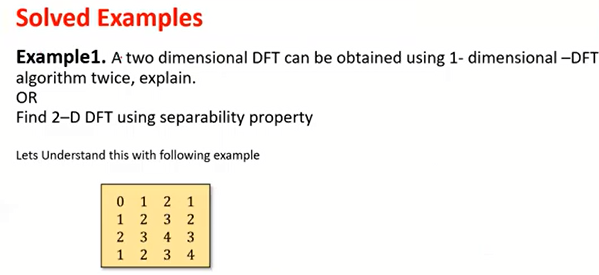 Solved Examples
Example1. A two dimensional DFT can be obtained using 1- dimensional –DFT
algorithm twice, explain.
OR
Find 2–D DFT using separability property
Lets Understand this with following example
0 1 2 1
1 2 3 2
2 3 4 3
1 2 3 4